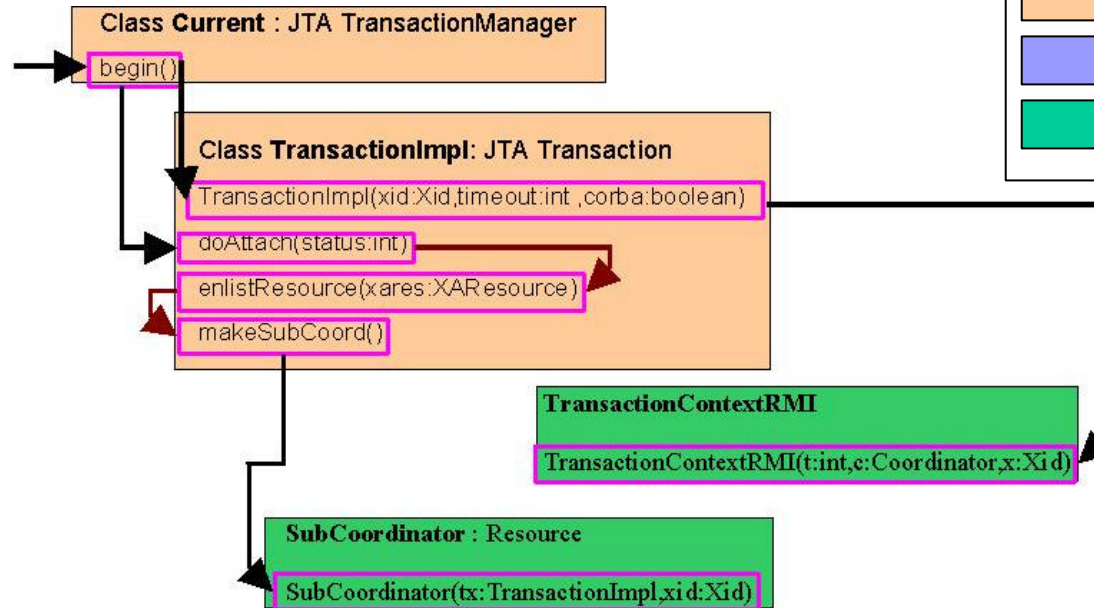 Class Current : JTA TransactionManager
begin()
Class TransactionImpl: JTA Transaction
TransactionImpl(xid:Xid,timeout:int ,corba:boolean)
doAttach(status:int)
enlistResource(xares:XAResource)
makeSubCoord()
TransactionContextRMI
TransactionContextRMI(t:int,c:Coordinator,x:Xid)
SubCoordinator : Resource
SubCoordinator(tx:TransactionImpl,xid:Xid)